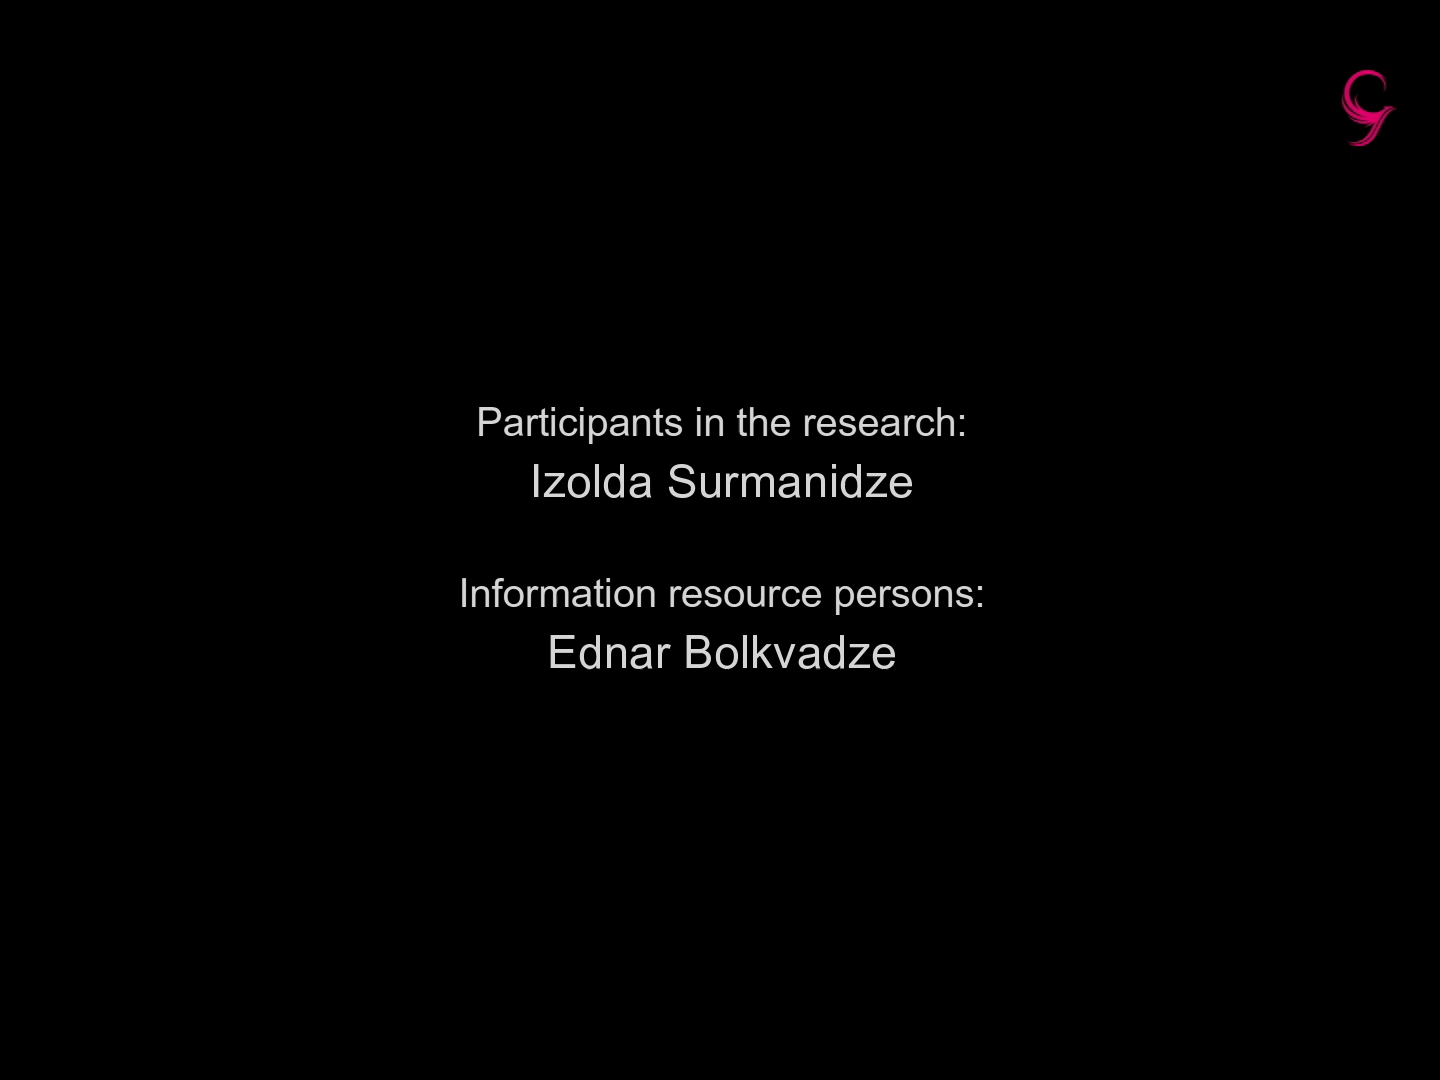 Participants in the research:
Izolda Surmanidze
Information resource persons:
Ednar Bolkvadze